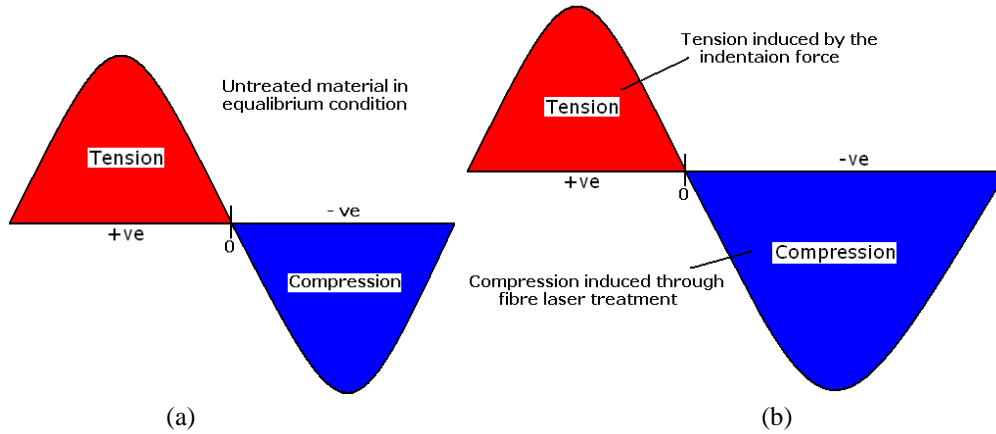 Untreated material in
equalibrium condition
Tension
+ve
0
- ve
Compression
(a)
Tension induced by the
indentaion force
Tension
+ve
0
-ve
Compression
Compression induced through
fibre laser treatment
(b)